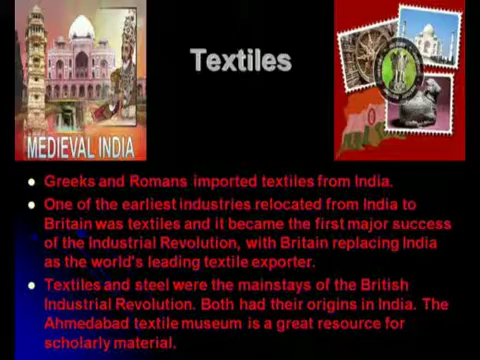 Textiles
MEDIEVAL INDIA
Greeks and Romans imported textiles from India.
One of the earliest industries relocated from India to
Britain was textiles and it became the first major success
of the Industrial Revolution, with Britain replacing India
as the world's leading textile exporter.
Textiles and steel were the mainstays of the British
Industrial Revolution. Both had their origins in India. The
Ahmedabad textile museum is a great resource for
scholarly material.